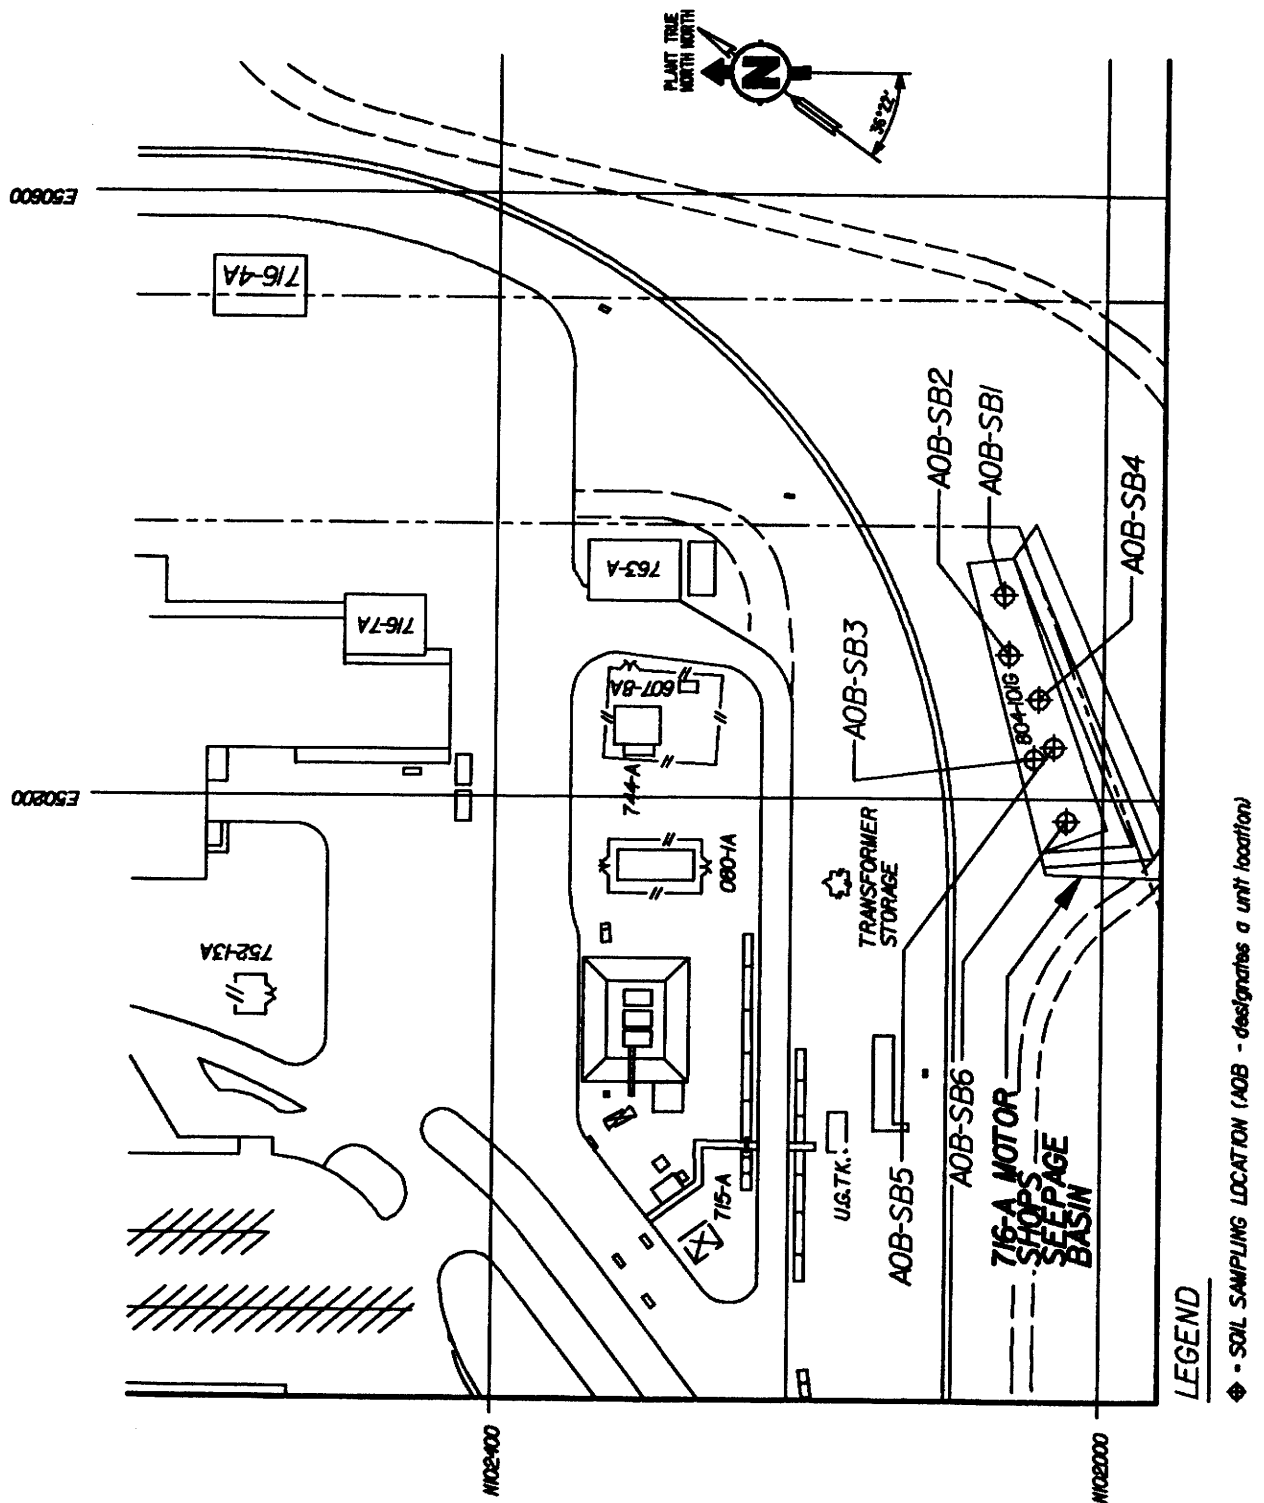 PLANT TRUE
NORTH NORTH
N
36°22'
E50600
716-4A
AOB-SB2
AOB-SB1
AOB-SB4
763-A
716-7A
607-8A
AOB-SB3
804-101G
744-A
E50200
080-1A
TRANSFORMER
STORAGE
752-13A
715-A
U.G.TK.
AOB-SB5
AOB-SB6
716-A MOTOR
SHOPS
SEEPAGE
BASIN
N102400
N102000
LEGEND
⊕ - SOIL SAMPLING LOCATION (AOB - designates a unit location)